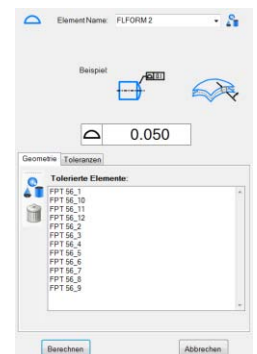 Element Name: FLFORM 2
Beispiel:
0.050
Geometrie Toleranzen
Tolerierte Elemente:
FPT 56_1
FPT 56_10
FPT 56_11
FPT 56_12
FPT 56_2
FPT 56_3
FPT 56_4
FPT 56_5
FPT 56_6
FPT 56_7
FPT 56_8
FPT 56_9
Berechnen Abbrechen